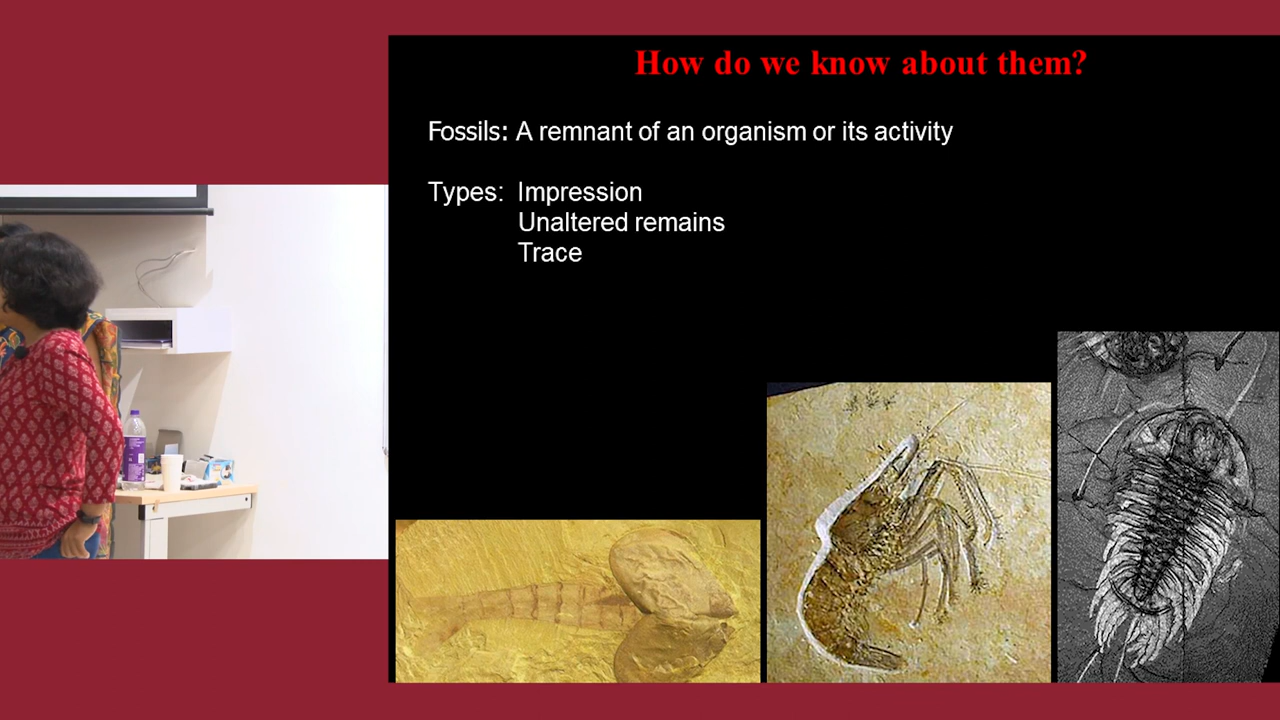 How do we know about them?
Fossils: A remnant of an organism or its activity
Types: Impression
Unaltered remains
Trace